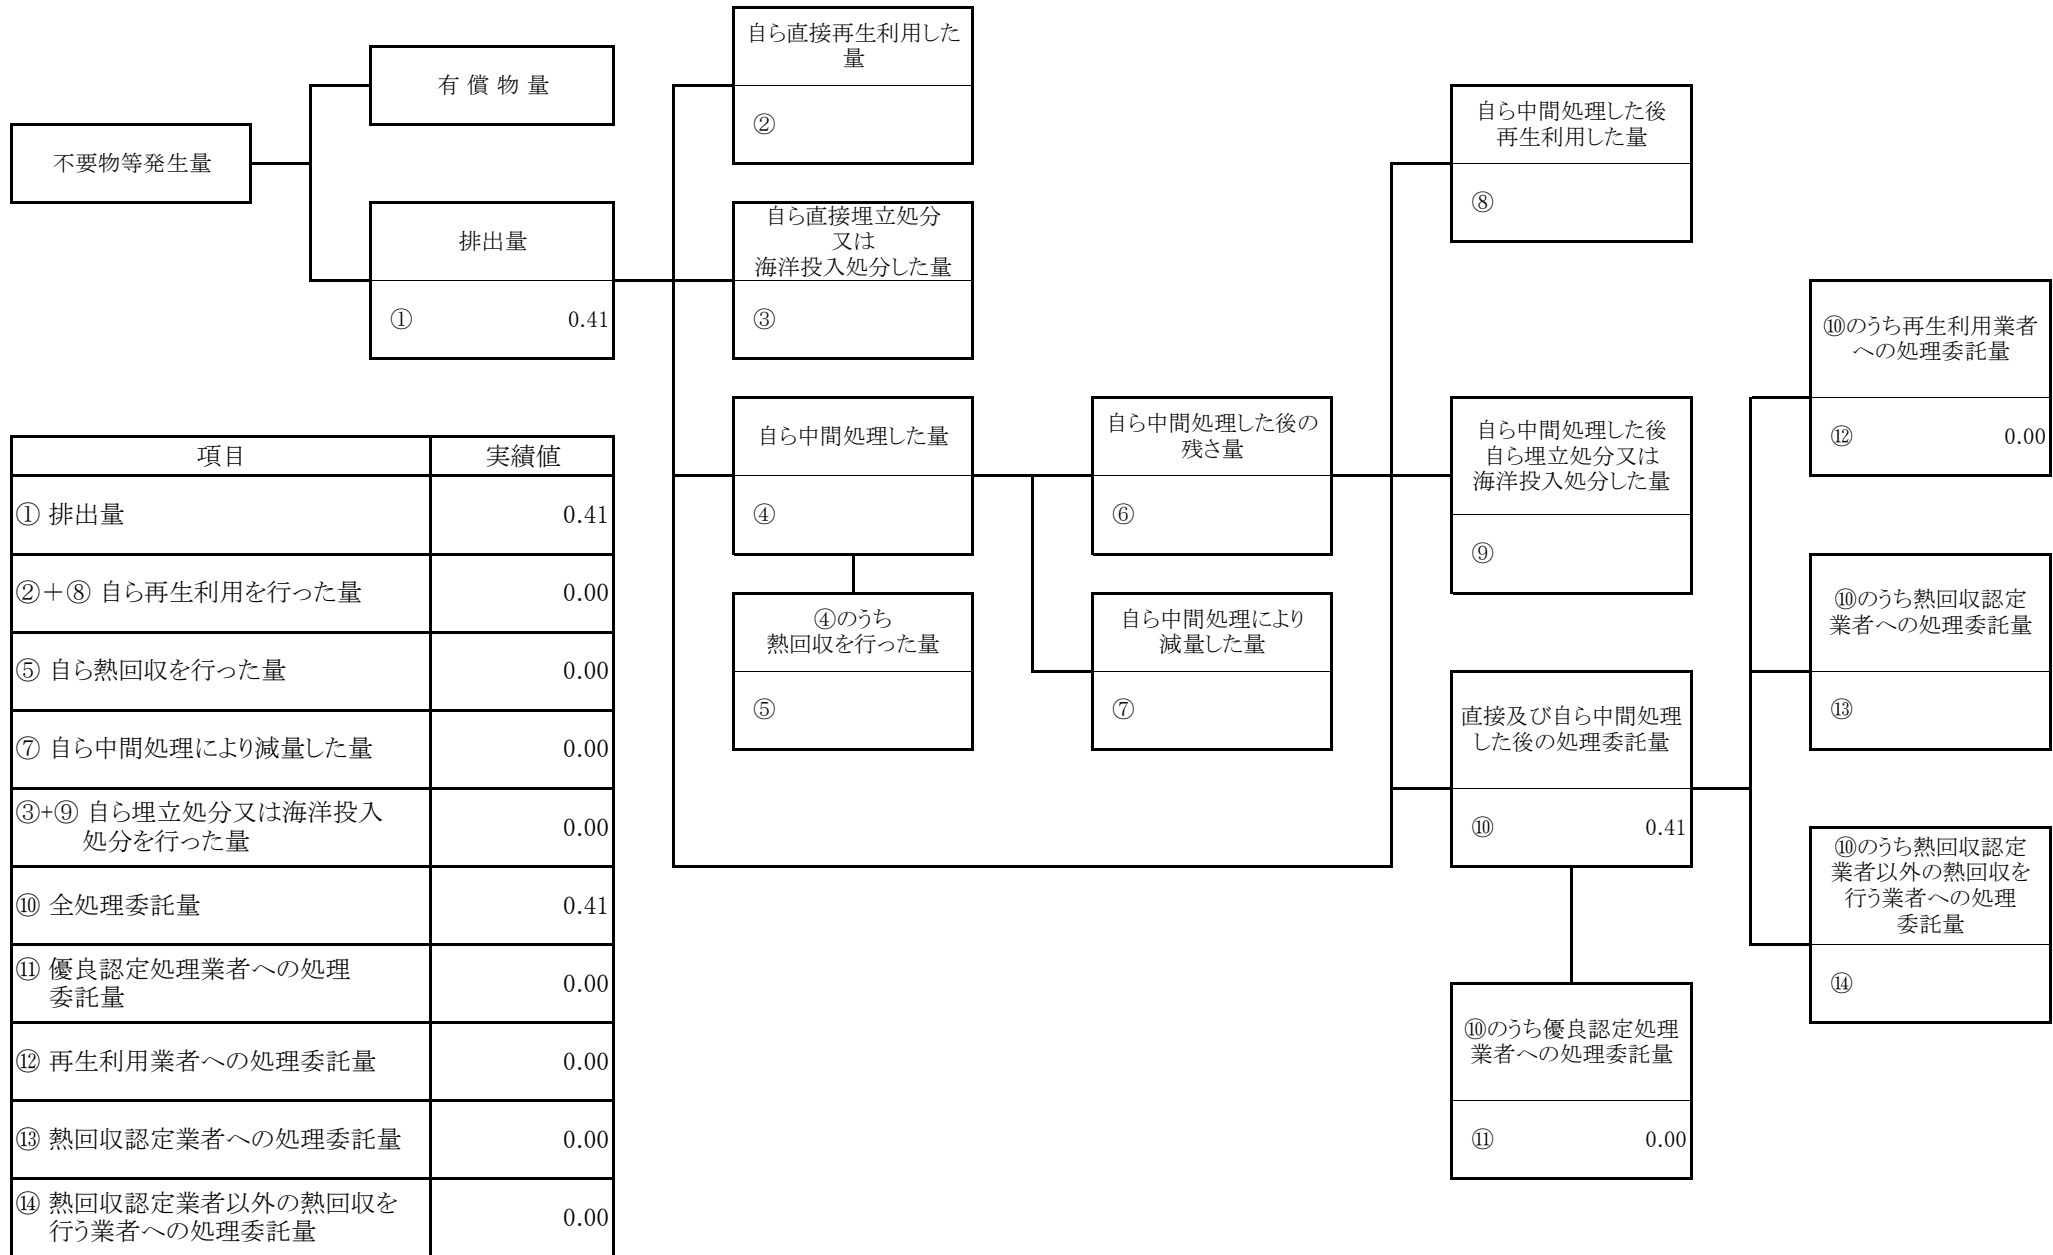 自ら直接再生利用した
量
②
有 償 物 量
不要物等発生量
排出量
① 0.41
自ら直接埋立処分
又は
海洋投入処分した量
③
自ら中間処理した後
再生利用した量
⑧
⑩のうち再生利用業者
への処理委託量
⑫ 0.00
自ら中間処理した量
④
自ら中間処理した後の
残さ量
⑥
自ら中間処理した後
自ら埋立処分又は
海洋投入処分した量
⑨
④のうち
熱回収を行った量
⑤
自ら中間処理により
減量した量
⑦
⑩のうち熱回収認定
業者への処理委託量
⑬
直接及び自ら中間処理
した後の処理委託量
⑩ 0.41
⑩のうち熱回収認定
業者以外の熱回収を
行う業者への処理
委託量
⑭
⑩のうち優良認定処理
業者への処理委託量
⑪ 0.00
項目 実績値
① 排出量 0.41
②＋⑧ 自ら再生利用を行った量 0.00
⑤ 自ら熱回収を行った量 0.00
⑦ 自ら中間処理により減量した量 0.00
③+⑨ 自ら埋立処分又は海洋投入
処分を行った量 0.00
⑩ 全処理委託量 0.41
⑪ 優良認定処理業者への処理
委託量 0.00
⑫ 再生利用業者への処理委託量 0.00
⑬ 熱回収認定業者への処理委託量 0.00
⑭ 熱回収認定業者以外の熱回収を
行う業者への処理委託量 0.00